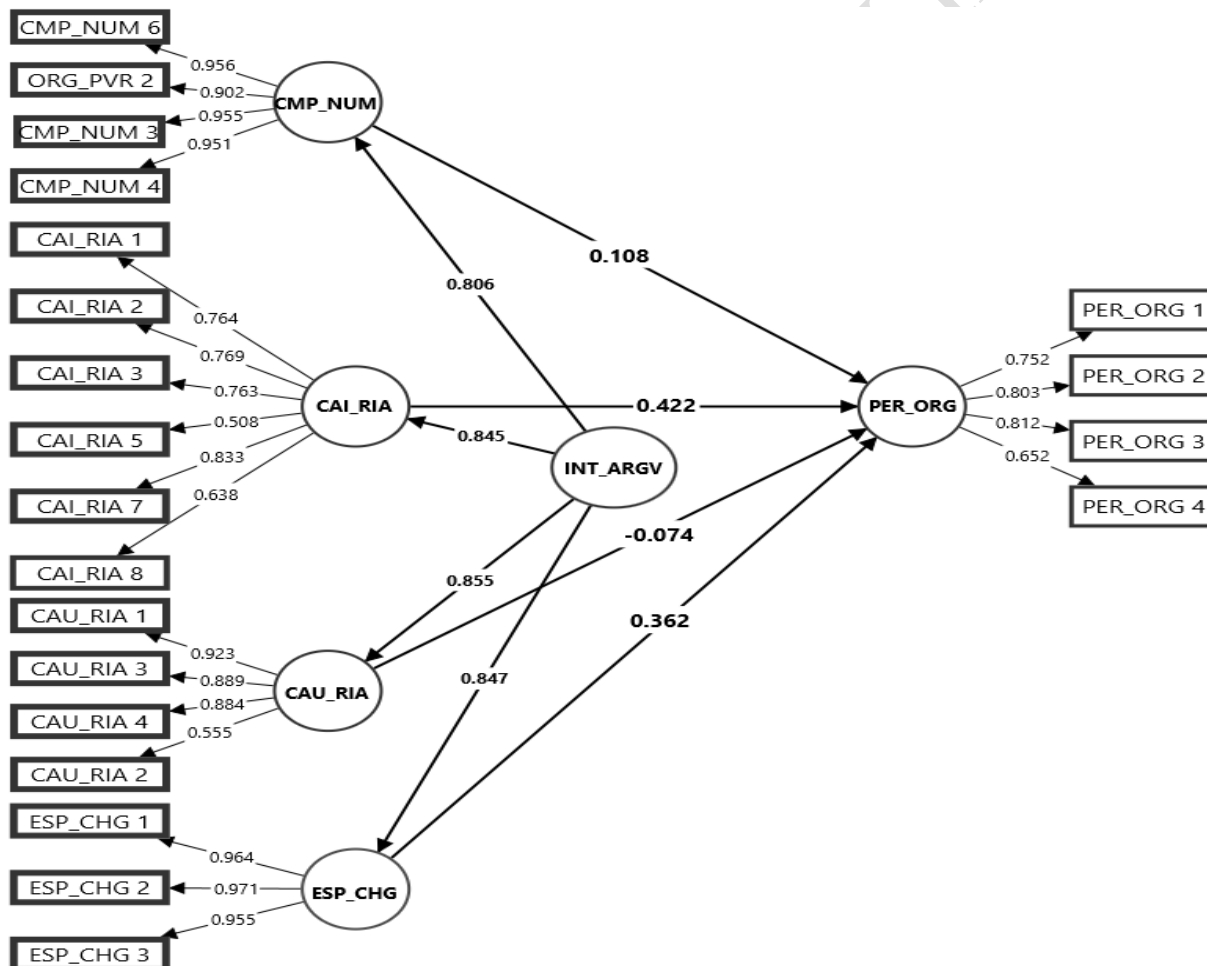 CMP_NUM 6
ORG_PVR 2
CMP_NUM 3
CMP_NUM 4
0.956
0.902
0.955
0.951
CMP_NUM
CAI_RIA 1
CAI_RIA 2
CAI_RIA 3
CAI_RIA 5
CAI_RIA 7
CAI_RIA 8
0.764
0.769
0.763
0.508
0.833
0.638
CAI_RIA
CAU_RIA 1
CAU_RIA 3
CAU_RIA 4
CAU_RIA 2
0.923
0.889
0.884
0.555
CAU_RIA
ESP_CHG 1
ESP_CHG 2
ESP_CHG 3
0.964
0.971
0.955
ESP_CHG
0.806
0.845
0.855
0.847
INT_ARGV
0.108
0.422
-0.074
0.362
PER_ORG
0.752
0.803
0.812
0.652
PER_ORG 1
PER_ORG 2
PER_ORG 3
PER_ORG 4